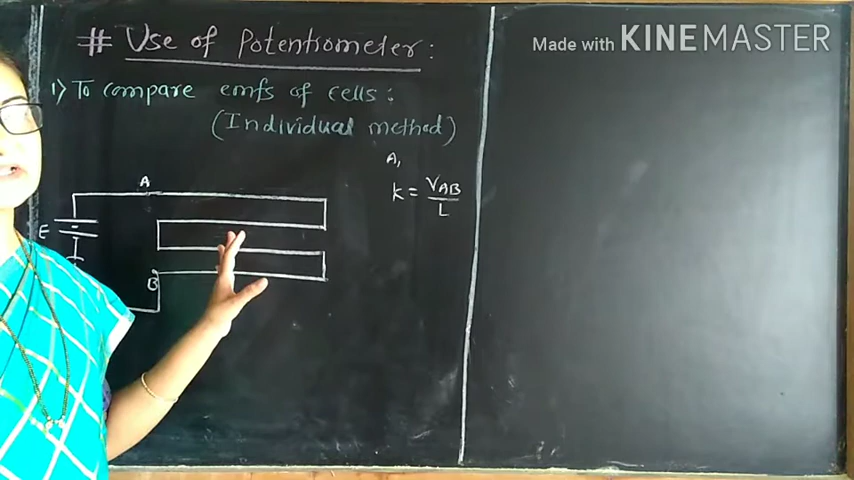 # Use of Potentiometer:
Made with KINEMASTER
1) To compare emfs of cells:
(Individual method)
A,
k = VAB
L
A
E
B